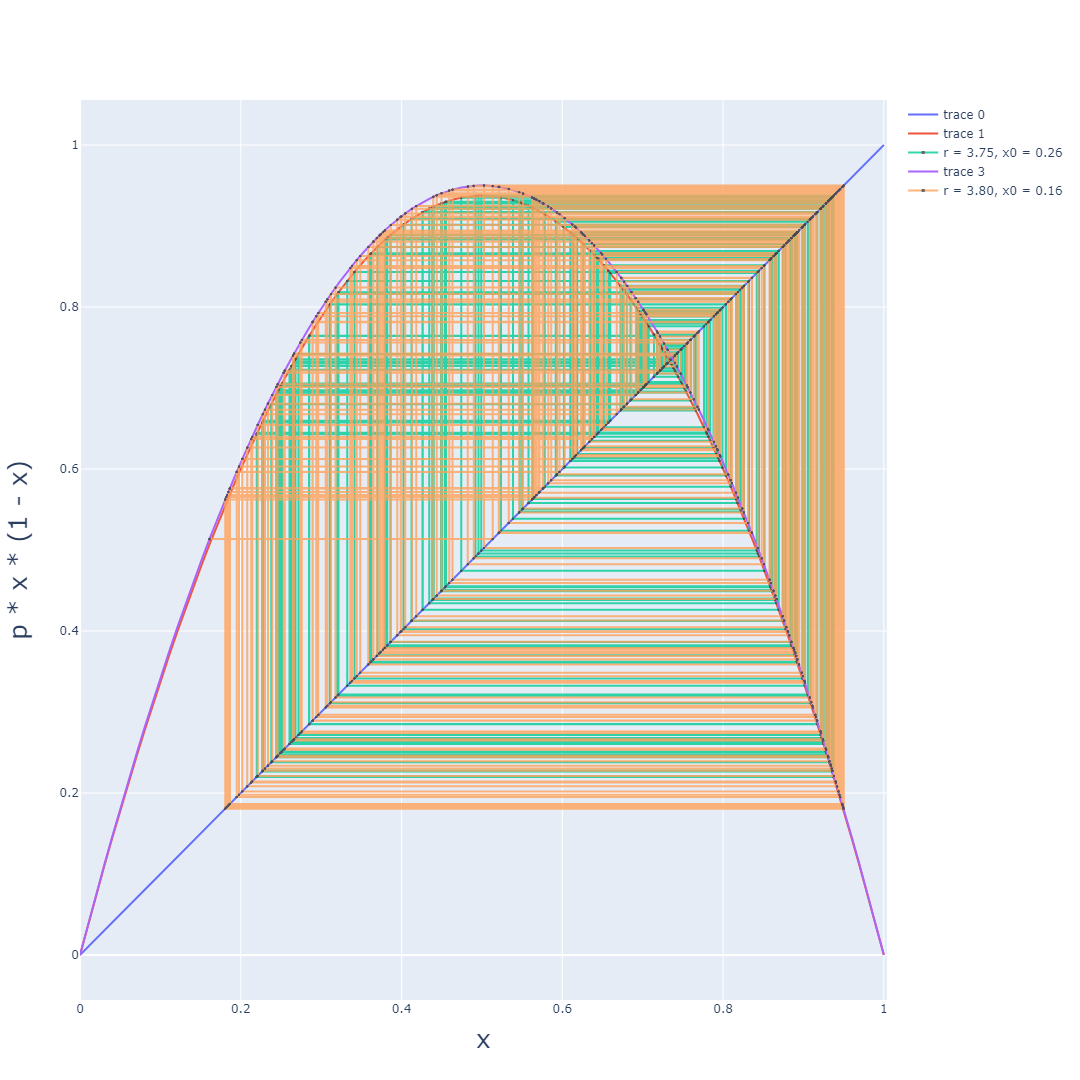 trace 0
trace 1
r = 3.75, x0 = 0.26
trace 3
r = 3.80, x0 = 0.16
1
0.8
0.6
0.4
0.2
0
p * x * (1 - x)
0 0.2 0.4 0.6 0.8 1
x